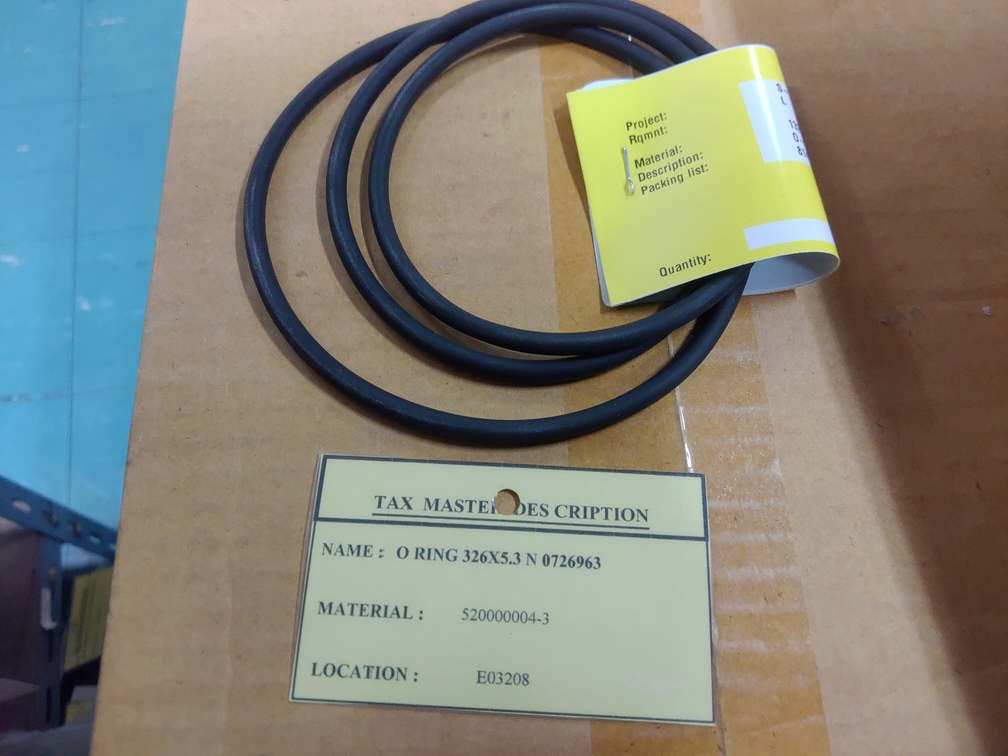 Project:
Rqmnt:
Material:
Description:
Packing list:
Quantity:
TAX MASTER DES CRIPTION
NAME : O RING 326X5.3 N 0726963
MATERIAL : 520000004-3
LOCATION : E03208